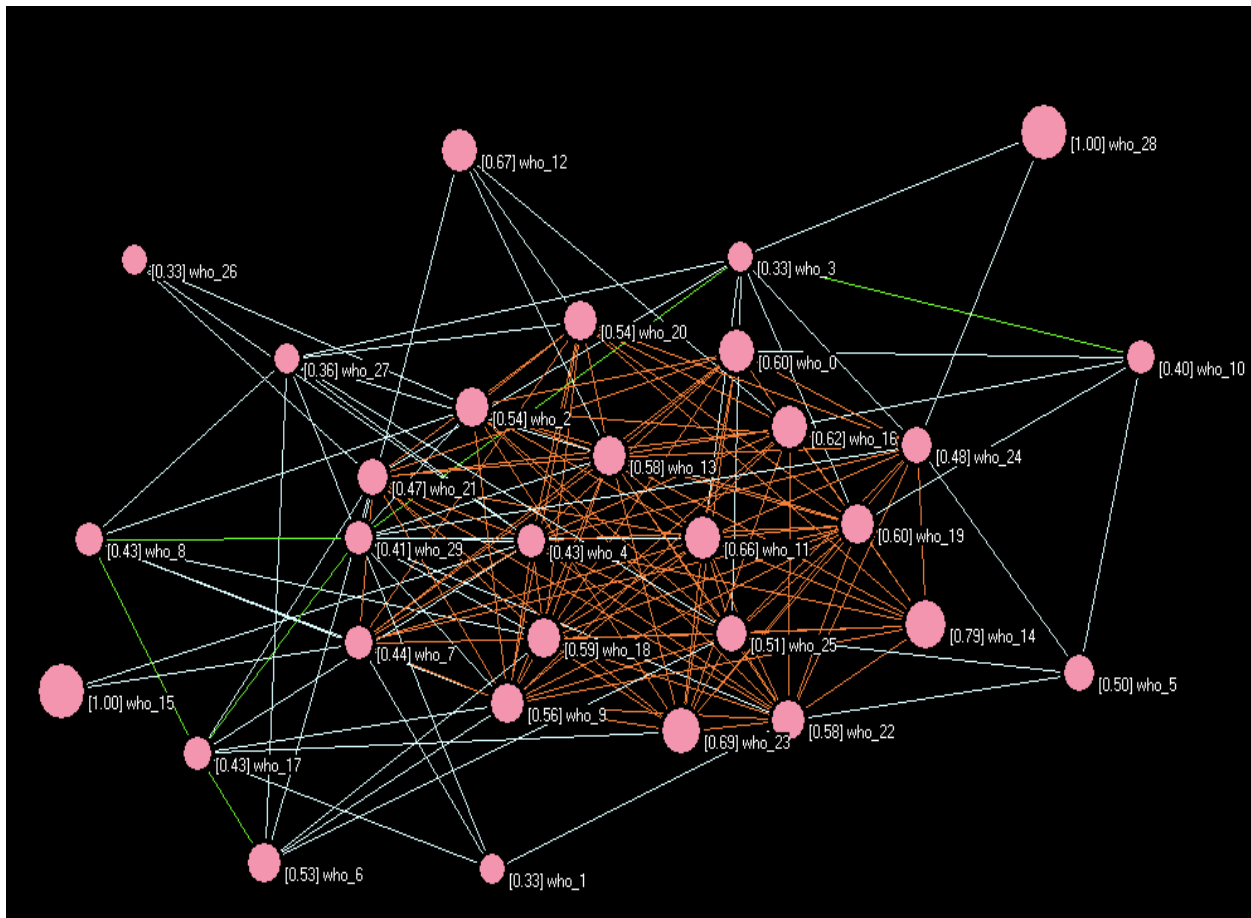 [1.00] who_28
[0.67] who_12
[0.33] who_3
[0.33] who_26
[0.54] who_20
[0.60] who_0
[0.40] who_10
[0.36] who_27
[0.54] who_2
[0.62] who_16
[0.48] who_24
[0.58] who_13
[0.47] who_21
[0.60] who_19
[0.43] who_8
[0.41] who_29
[0.43] who_4
[0.66] who_11
[0.79] who_14
[0.44] who_7
[0.59] who_18
[0.51] who_25
[0.50] who_5
[1.00] who_15
[0.56] who_9
[0.69] who_23
[0.58] who_22
[0.43] who_17
[0.53] who_6
[0.33] who_1